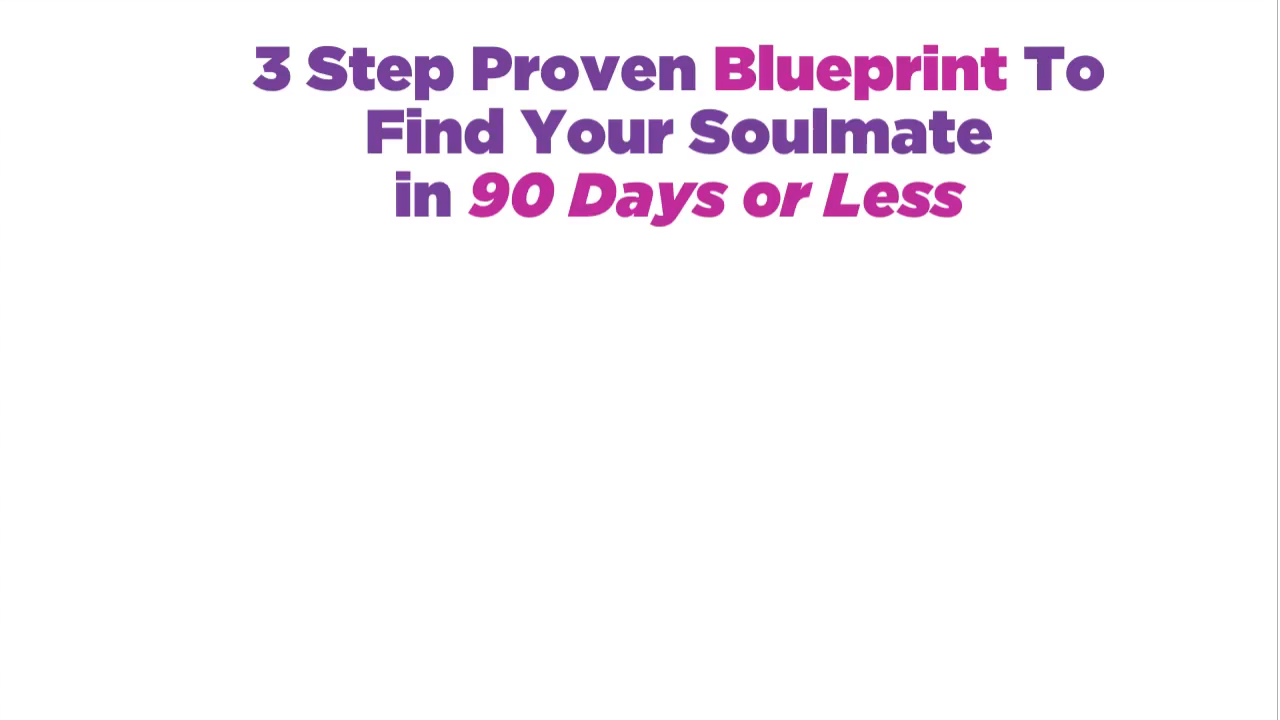 3 Step Proven Blueprint To
Find Your Soulmate
in 90 Days or Less